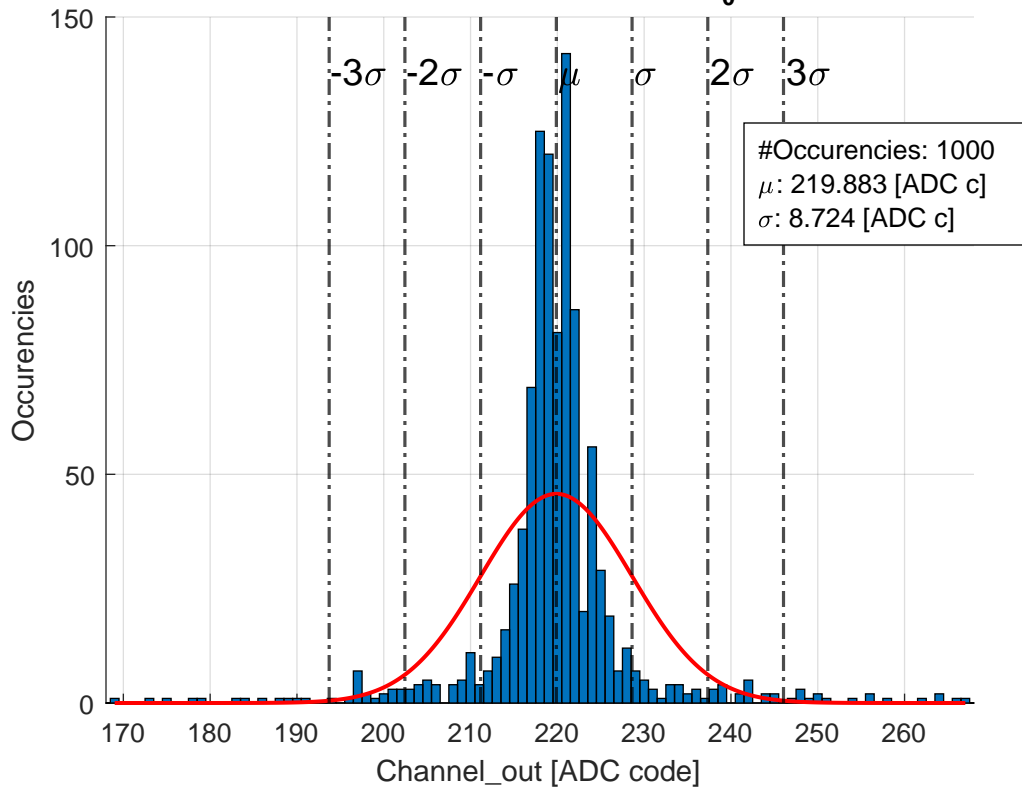 150
-3σ -2σ -σ μ σ 2σ 3σ
#Occurencies: 1000
μ: 219.883 [ADC c]
σ: 8.724 [ADC c]
100
Occurencies
50
0
170 180 190 200 210 220 230 240 250 260
Channel_out [ADC code]